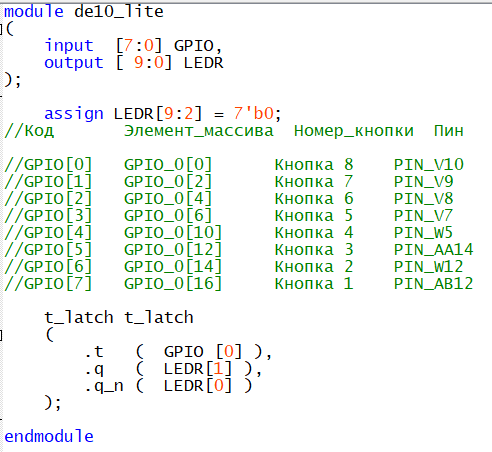 module de10_lite
(
    input  [7:0] GPIO,
    output [ 9:0] LEDR
);
    assign LEDR[9:2] = 7'b0;
//Код       Элемент_массива  Номер_кнопки  Пин
//GPIO[0]   GPIO_0[0]      Кнопка 8    PIN_V10
//GPIO[1]   GPIO_0[2]      Кнопка 7    PIN_V9
//GPIO[2]   GPIO_0[4]      Кнопка 6    PIN_V8
//GPIO[3]   GPIO_0[6]      Кнопка 5    PIN_V7
//GPIO[4]   GPIO_0[10]     Кнопка 4    PIN_W5
//GPIO[5]   GPIO_0[12]     Кнопка 3    PIN_AA14
//GPIO[6]   GPIO_0[14]     Кнопка 2    PIN_W12
//GPIO[7]   GPIO_0[16]     Кнопка 1    PIN_AB12
    t_latch t_latch
    (
        .t   (  GPIO [0] ),
        .q   (  LEDR[1] ),
        .q_n (  LEDR[0] )
    );
endmodule